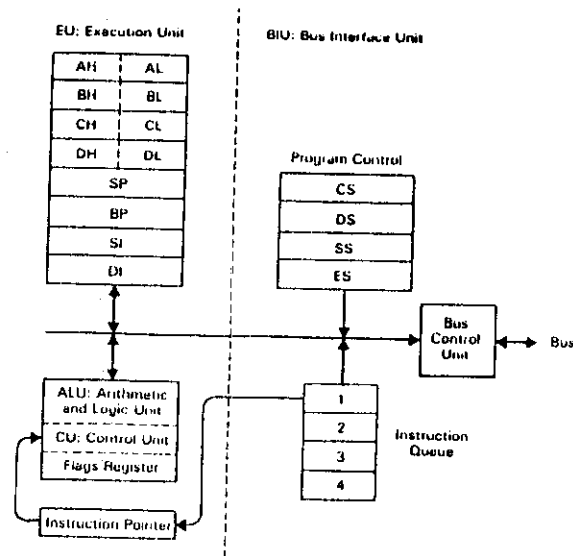 EU: Execution Unit
BIU: Bus Interface Unit
AH AL
BH BL
CH CL
DH DL
SP
BP
SI
DI
Program Control
CS
DS
SS
ES
Bus
Control
Unit
Bus
ALU: Arithmetic
and Logic Unit
CU: Control Unit
Flags Register
Instruction Pointer
1
2
3
4
Instruction
Queue